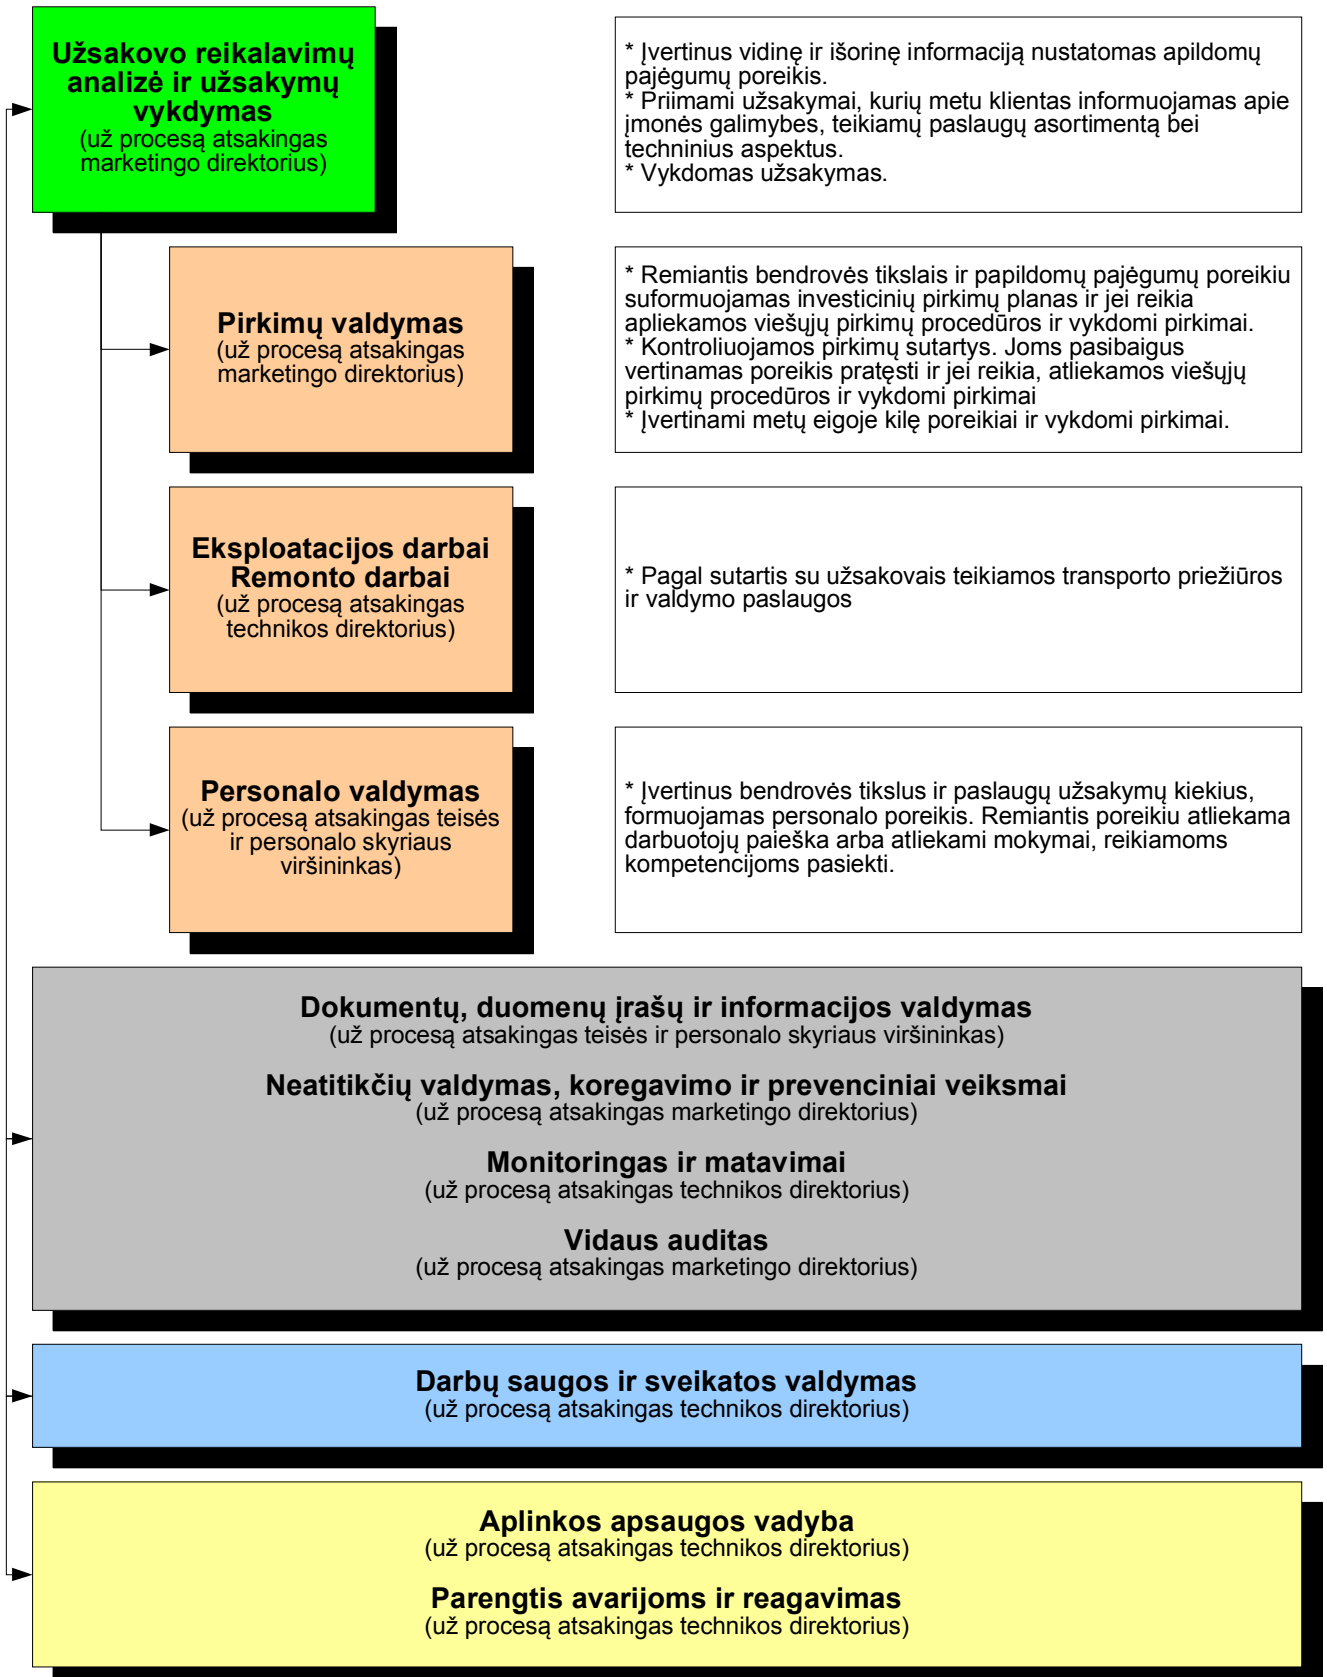 Užsakovo reikalavimų
analizė ir užsakymų
vykdymas
(už procesą atsakingas
marketingo direktorius)
* Įvertinus vidinę ir išorinę informaciją nustatomas apildomų
pajėgumų poreikis.
* Priimami užsakymai, kurių metu klientas informuojamas apie
įmonės galimybes, teikiamų paslaugų asortimentą bei
techninius aspektus.
* Vykdomas užsakymas.
Pirkimų valdymas
(už procesą atsakingas
marketingo direktorius)
* Remiantis bendrovės tikslais ir papildomų pajėgumų poreikiu
suformuojamas investicinių pirkimų planas ir jei reikia
apliekamos viešųjų pirkimų procedūros ir vykdomi pirkimai.
* Kontroliuojamos pirkimų sutartys. Joms pasibaigus
vertinamas poreikis pratęsti ir jei reikia, atliekamos viešųjų
pirkimų procedūros ir vykdomi pirkimai
* Įvertinami metų eigoje kilę poreikiai ir vykdomi pirkimai.
Eksploatacijos darbai
Remonto darbai
(už procesą atsakingas
technikos direktorius)
* Pagal sutartis su užsakovais teikiamos transporto priežiūros
ir valdymo paslaugos
Personalo valdymas
(už procesą atsakingas teisės
ir personalo skyriaus
viršininkas)
* Įvertinus bendrovės tikslus ir paslaugų užsakymų kiekius,
formuojamas personalo poreikis. Remiantis poreikiu atliekama
darbuotojų paieška arba atliekami mokymai, reikiamoms
kompetencijoms pasiekti.
Dokumentų, duomenų įrašų ir informacijos valdymas
(už procesą atsakingas teisės ir personalo skyriaus viršininkas)
Neatitikčių valdymas, koregavimo ir prevenciniai veiksmai
(už procesą atsakingas marketingo direktorius)
Monitoringas ir matavimai
(už procesą atsakingas technikos direktorius)
Vidaus auditas
(už procesą atsakingas marketingo direktorius)
Darbų saugos ir sveikatos valdymas
(už procesą atsakingas technikos direktorius)
Aplinkos apsaugos vadyba
(už procesą atsakingas technikos direktorius)
Parengtis avarijoms ir reagavimas
(už procesą atsakingas technikos direktorius)